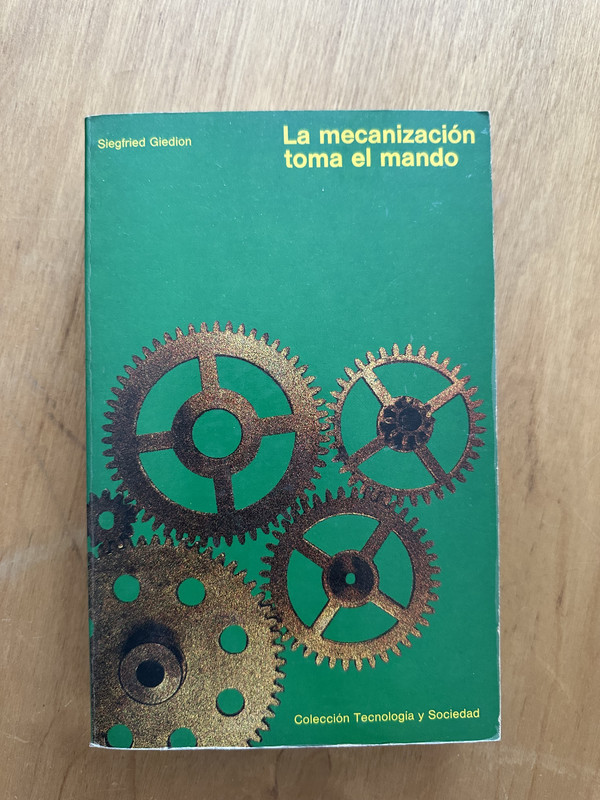 Siegfried Giedion
La mecanización
toma el mando
Colección Tecnología y Sociedad